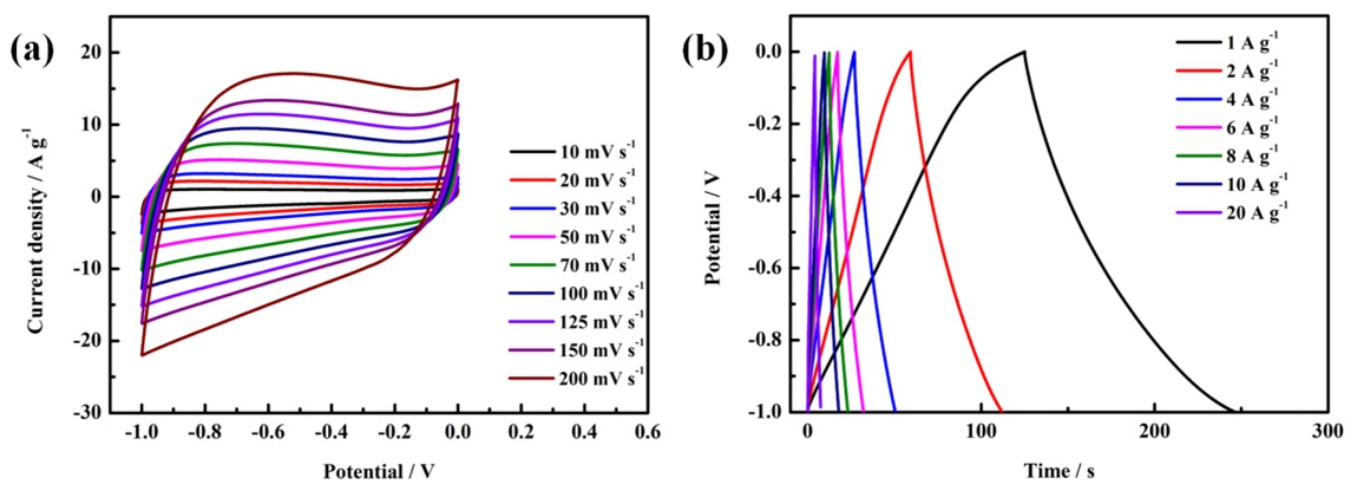 (a)
20
10
0
-10
-20
-30
Current density / A g⁻¹
-1.0 -0.8 -0.6 -0.4 -0.2 0.0 0.2 0.4 0.6
Potential / V
10 mV s⁻¹
20 mV s⁻¹
30 mV s⁻¹
50 mV s⁻¹
70 mV s⁻¹
100 mV s⁻¹
125 mV s⁻¹
150 mV s⁻¹
200 mV s⁻¹
(b)
0.0
-0.2
-0.4
-0.6
-0.8
-1.0
Potential / V
0 100 200 300
Time / s
1 A g⁻¹
2 A g⁻¹
4 A g⁻¹
6 A g⁻¹
8 A g⁻¹
10 A g⁻¹
20 A g⁻¹